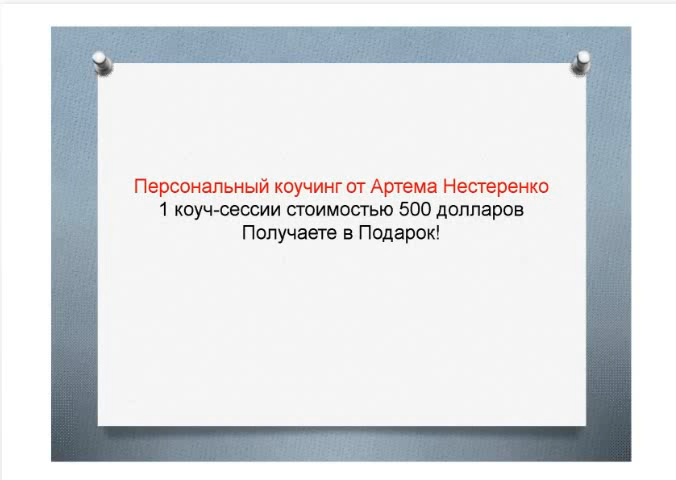 Персональный коучинг от Артема Нестеренко
1 коуч-сессии стоимостью 500 долларов
Получаете в Подарок!